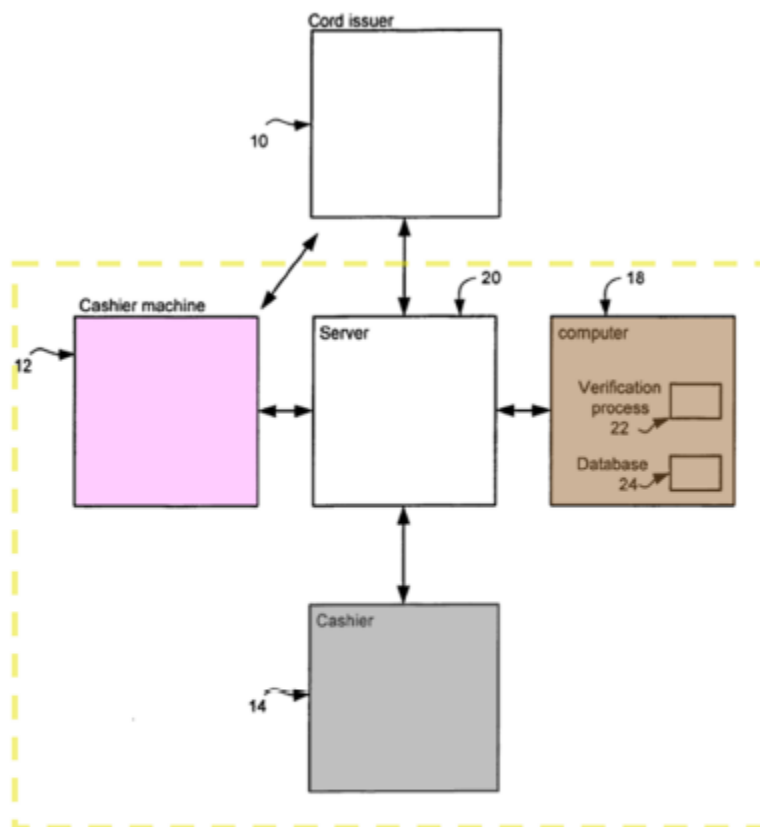 Cord issuer
10
20
18
Cashier machine
12
Server
computer
Verification
process
22
Database
24
Cashier
14